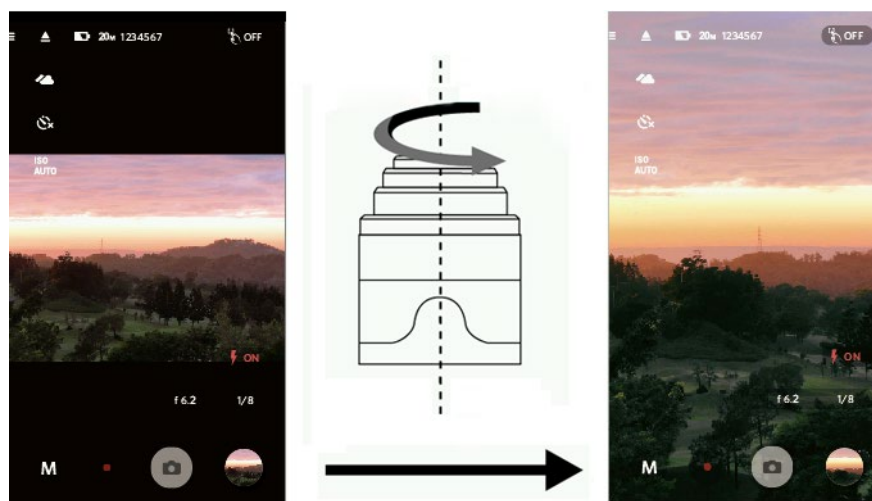 20M 1234567
OFF
ISO
AUTO
ON
f 6.2 1/8
M
20M 1234567
OFF
ISO
AUTO
ON
f 6.2 1/8
M